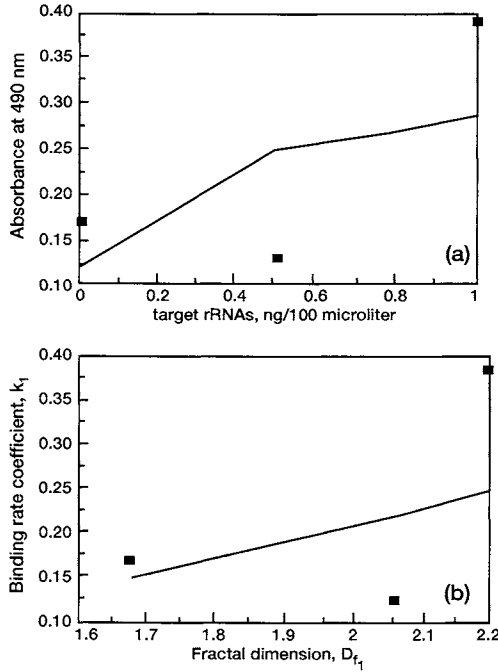 0.40
0.35
0.30
0.25
0.20
0.15
0.10
Absorbance at 490 nm
(a)
0 0.2 0.4 0.6 0.8 1
target rRNAs, ng/100 microliter
0.40
0.35
0.30
0.25
0.20
0.15
0.10
Binding rate coefficient, k1
(b)
1.6 1.7 1.8 1.9 2 2.1 2.2
Fractal dimension, Df1